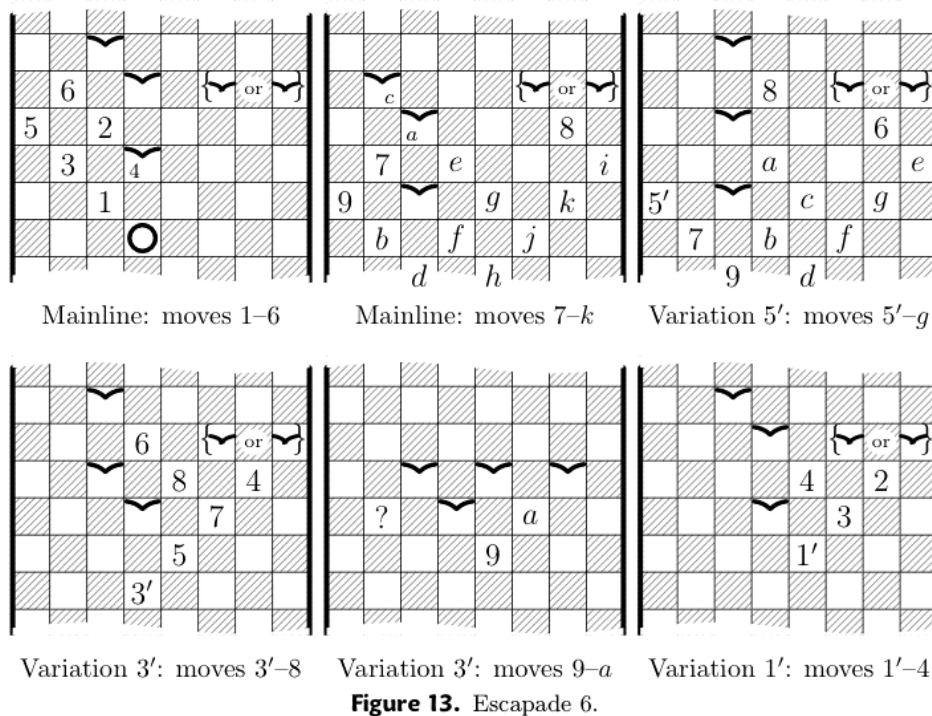 6 { or }
5 2
3 4
1
Mainline: moves 1–6
c { or }
a 8
7 e i
9 g k
b f j
d h
Mainline: moves 7–k
8 { or }
6
a e
5′ c g
7 b f
9 d
Variation 5′: moves 5′–g
6 { or }
8 4
7
5
3′
Variation 3′: moves 3′–8
? a
9
Variation 3′: moves 9–a
{ or }
4 2
3
1′
Variation 1′: moves 1′–4
Figure 13. Escapade 6.